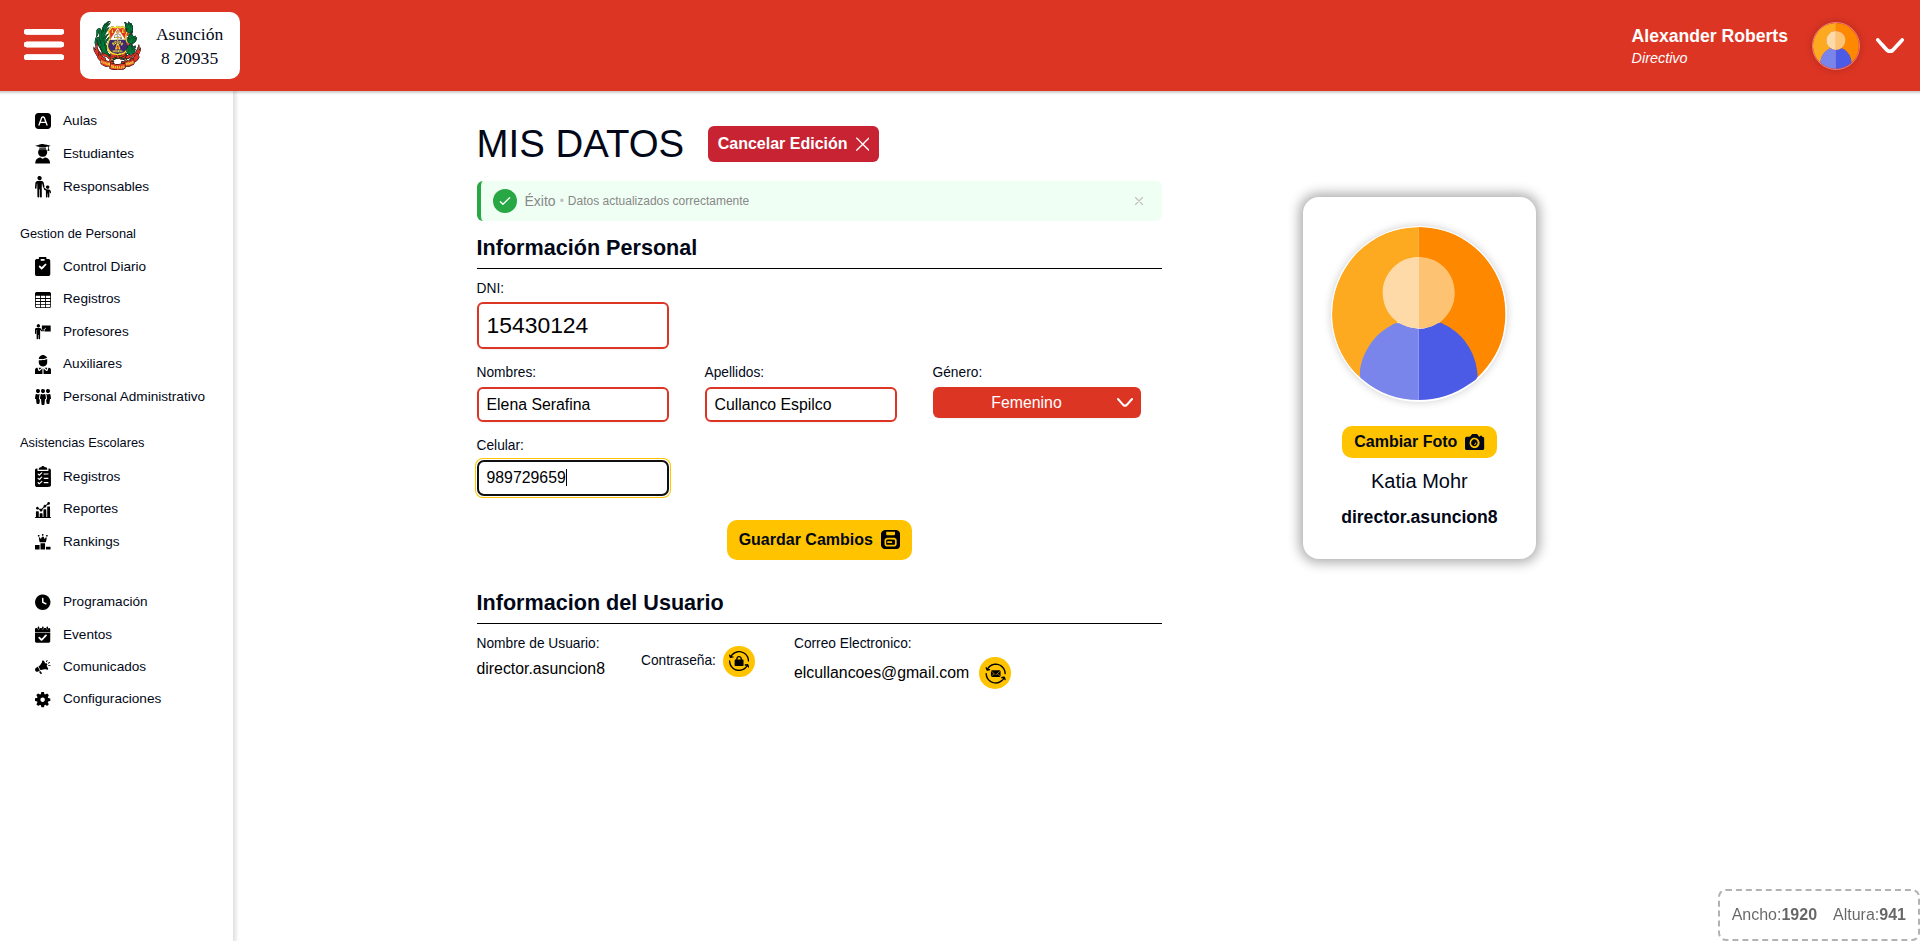 Asunción
8 20935
Alexander Roberts
Directivo
Aulas
Estudiantes
Responsables
Gestion de Personal
Control Diario
Registros
Profesores
Auxiliares
Personal Administrativo
Asistencias Escolares
Registros
Reportes
Rankings
Programación
Eventos
Comunicados
Configuraciones
MIS DATOS
Cancelar Edición
Éxito • Datos actualizados correctamente
Información Personal
DNI:
15430124
Nombres: Apellidos: Género:
Elena Serafina Cullanco Espilco Femenino
Celular:
989729659
Guardar Cambios
Informacion del Usuario
Nombre de Usuario: Contraseña: Correo Electronico:
director.asuncion8 elcullancoes@gmail.com
Cambiar Foto
Katia Mohr
director.asuncion8
Ancho:1920 Altura:941